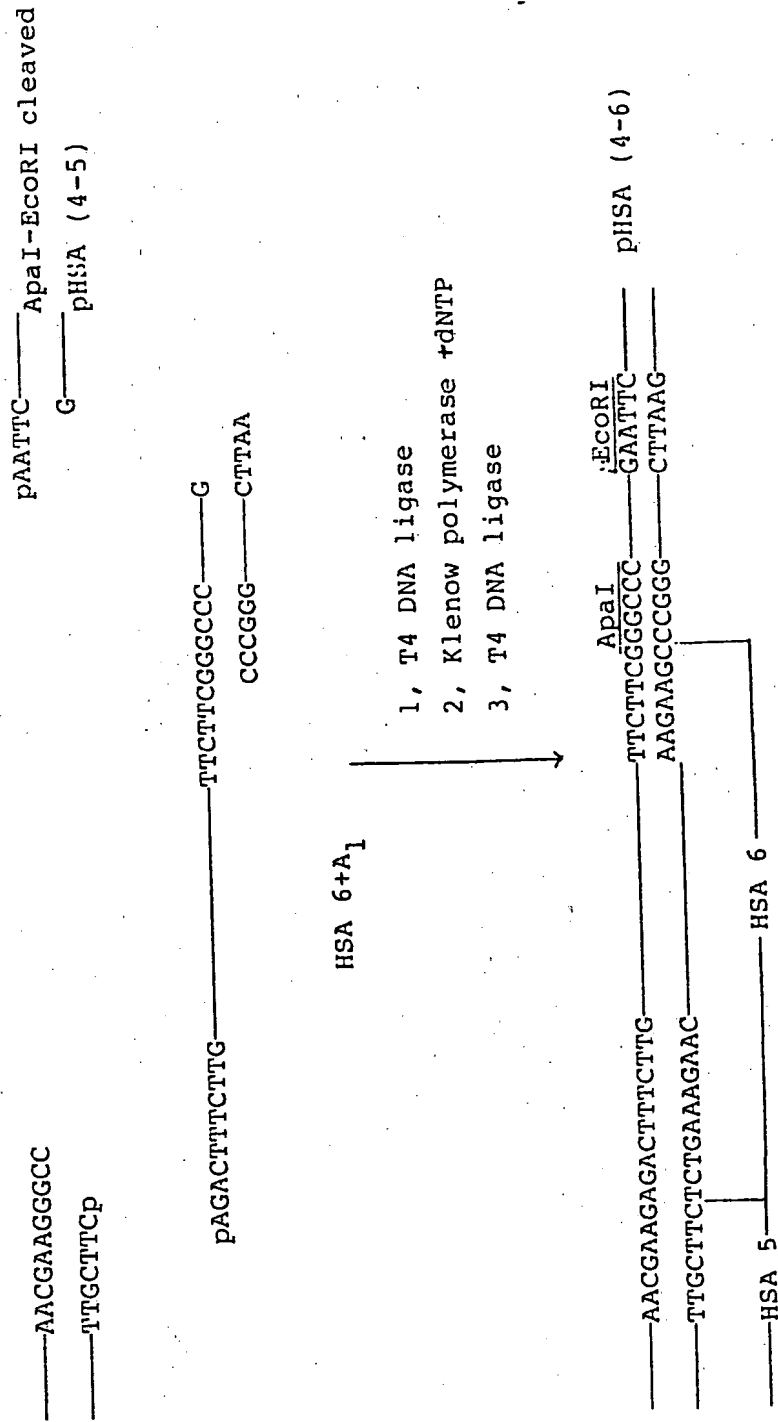 AACGAAGGGCC
TTGCTTCp
pAATTC
ApaI-EcoRI cleaved
G
pHSA (4-5)
pAGACTTTCTTG
TTCTTCGGGCCC
G
CCCGGG
CTTAA
HSA 6+A1
1, T4 DNA ligase
2, Klenow polymerase +dNTP
3, T4 DNA ligase
ApaI
EcoRI
AACGAAGAGACTTTCTTG
TTCTTCGGGCCC
GAATTC
TTGCTTCTCTGAAAGAAC
AAGAAGCCCGGG
CTTAAG
pHSA (4-6)
HSA 5
HSA 6